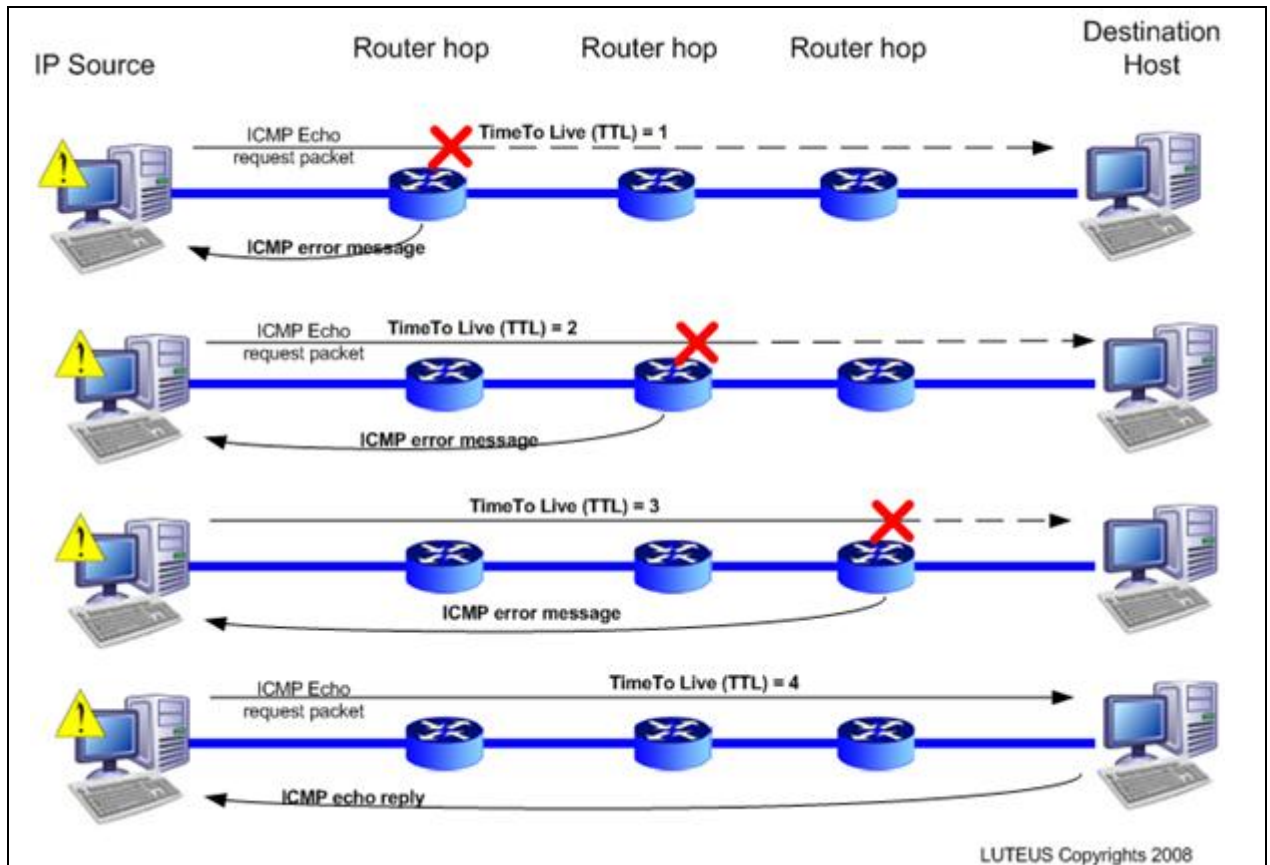 IP Source
Router hop
Router hop
Router hop
Destination
Host
ICMP Echo
request packet
TimeTo Live (TTL) = 1
ICMP error message
ICMP Echo
request packet
TimeTo Live (TTL) = 2
ICMP error message
TimeTo Live (TTL) = 3
ICMP error message
ICMP Echo
request packet
TimeTo Live (TTL) = 4
ICMP echo reply
LUTEUS Copyrights 2008